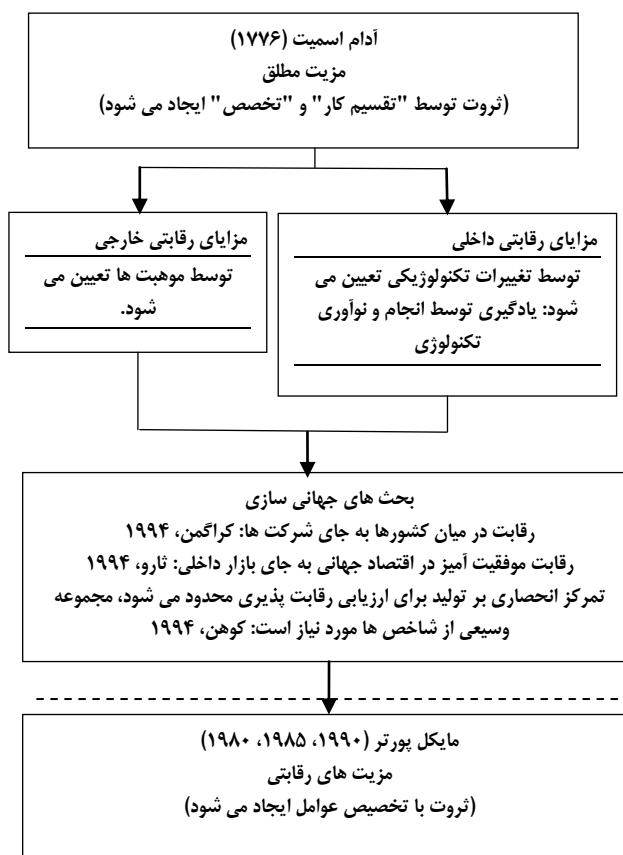 آدام اسمیت (۱۷۷۶)
مزیت مطلق
(ثروت توسط "تقسیم کار" و "تخصص" ایجاد می شود)
مزایای رقابتی داخلی
توسط تغییرات تکنولوژیکی تعیین می
شود: یادگیری توسط انجام و نوآوری
تکنولوژی
مزایای رقابتی خارجی
توسط موهبت ها تعیین می
شود.
بحث های جهانی سازی
رقابت در میان کشورها به جای شرکت ها: کراگمن، ۱۹۹۴
رقابت موفقیت آمیز در اقتصاد جهانی به جای بازار داخلی: ثارو، ۱۹۹۴
تمرکز انحصاری بر تولید برای ارزیابی رقابت پذیری محدود می شود، مجموعه
وسیعی از شاخص ها مورد نیاز است: کوهن، ۱۹۹۴
مایکل پورتر (۱۹۹۰، ۱۹۸۵، ۱۹۸۰)
مزیت های رقابتی
(ثروت با تخصیص عوامل ایجاد می شود)